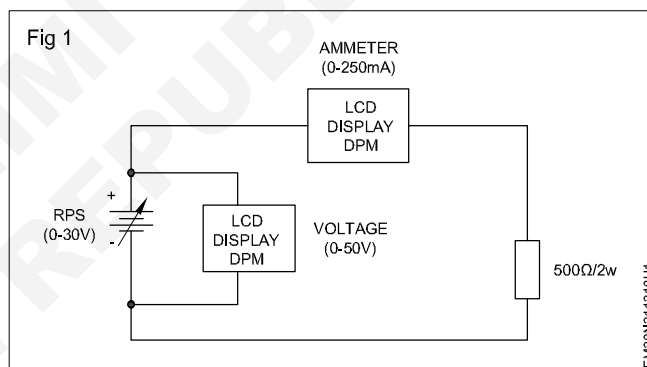 Fig 1
AMMETER
(0-250mA)
LCD
DISPLAY
DPM
+
RPS
(0-30V)
-
LCD
DISPLAY
DPM
VOLTAGE
(0-50V)
500Ω/2w